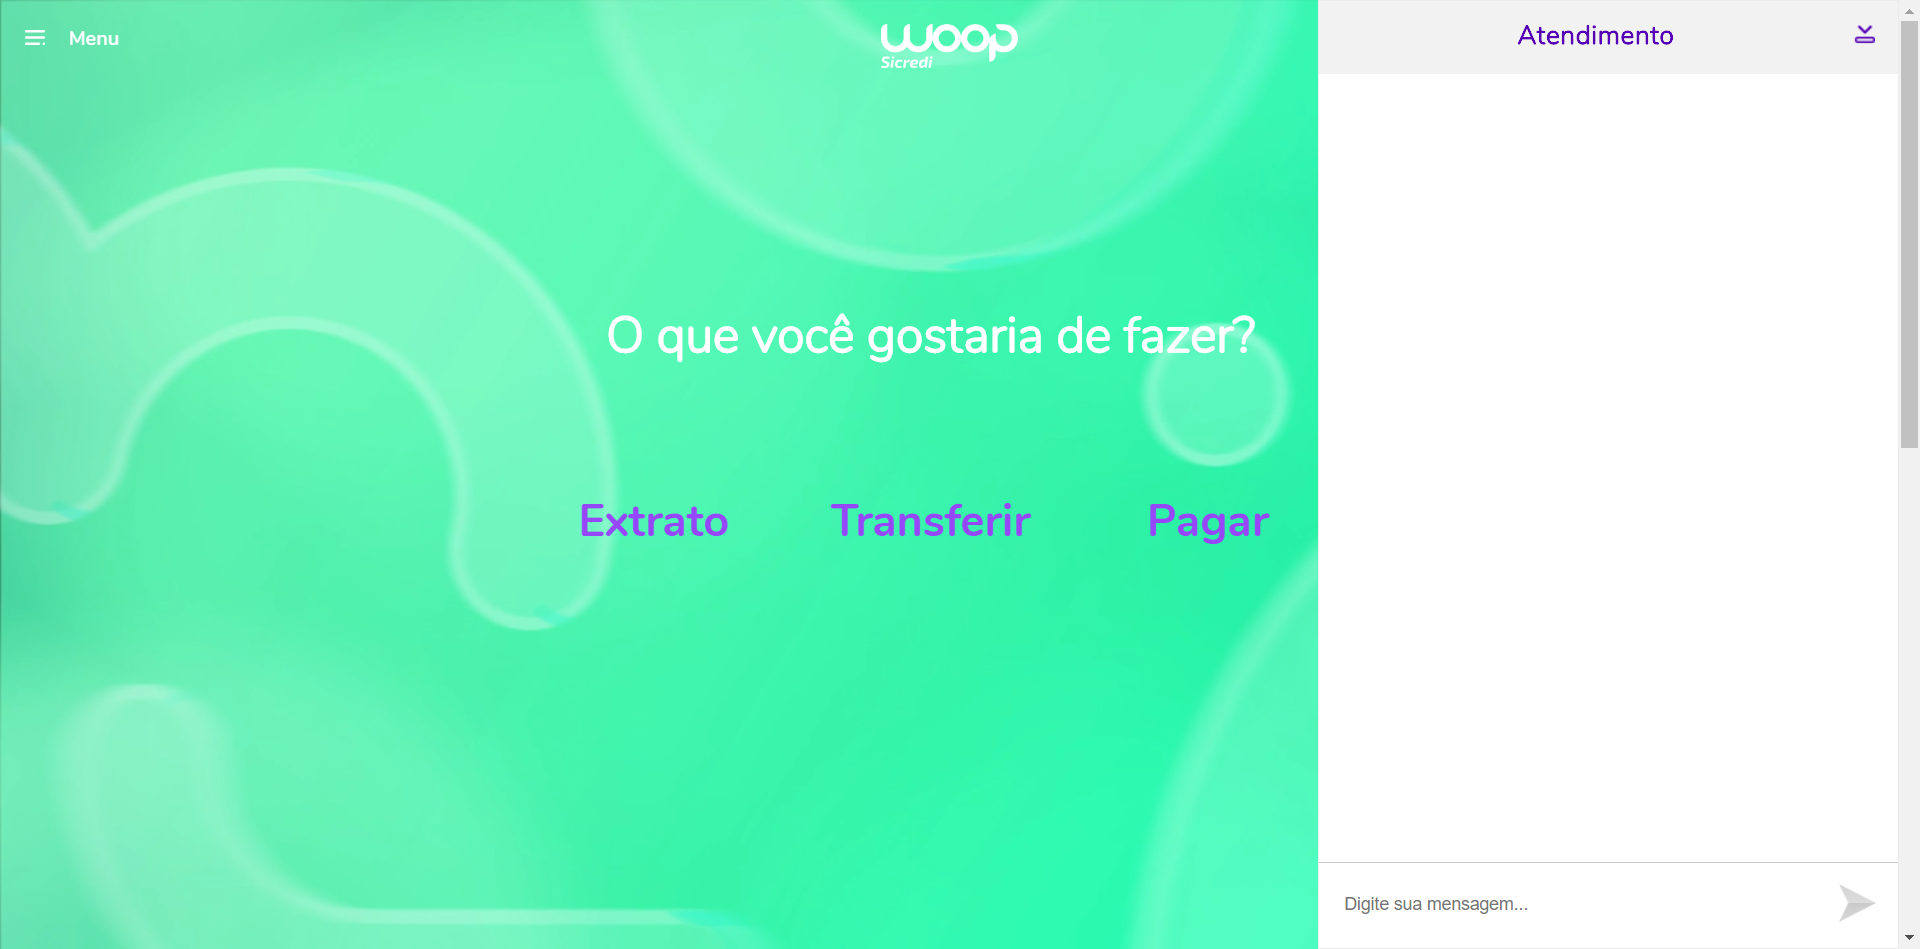 Menu
woop
Sicredi
Atendimento
O que você gostaria de fazer?
Extrato
Transferir
Pagar
Digite sua mensagem...